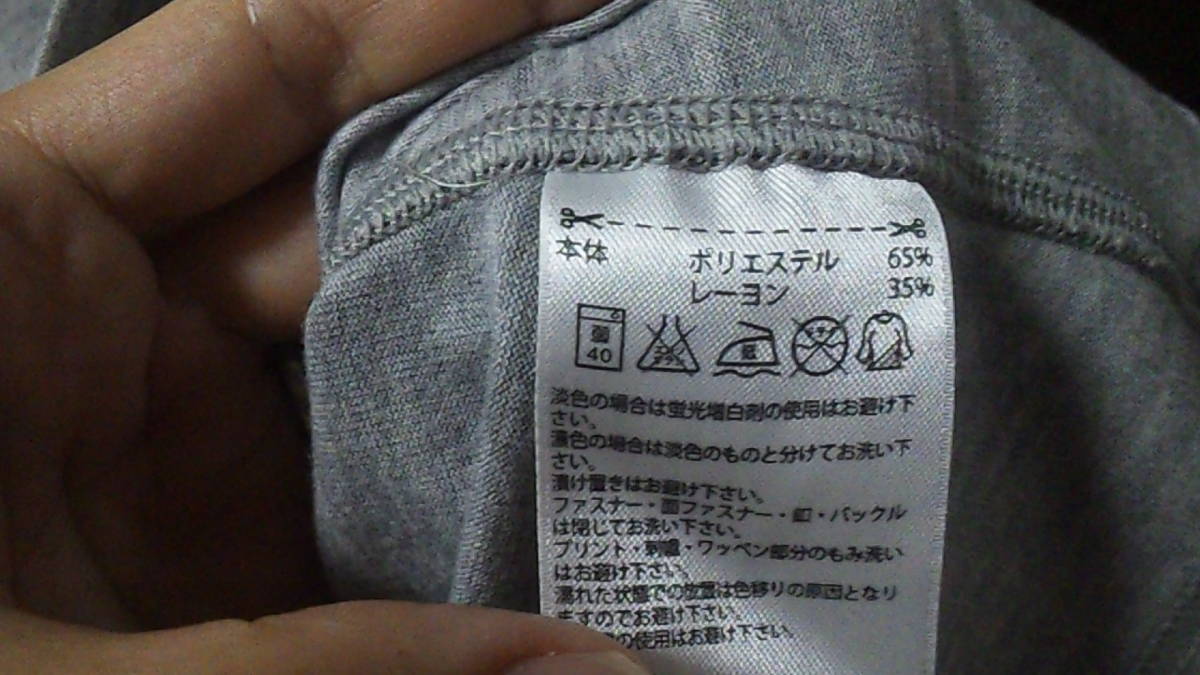 本体 ポリエステル 65%
レーヨン 35%
弱
40
淡色の場合は蛍光増白剤の使用はお避け下
さい。
濃色の場合は淡色のものと分けてお洗い下
さい。
漬け置きはお避け下さい。
ファスナー・面ファスナー・釦・バックル
は閉じてお洗い下さい。
プリント・刺繍・ワッペン部分のもみ洗い
はお避け下さい。
濡れた状態での放置は色移りの原因となり
ますのでお避け下さい。
の使用はお避け下さい。